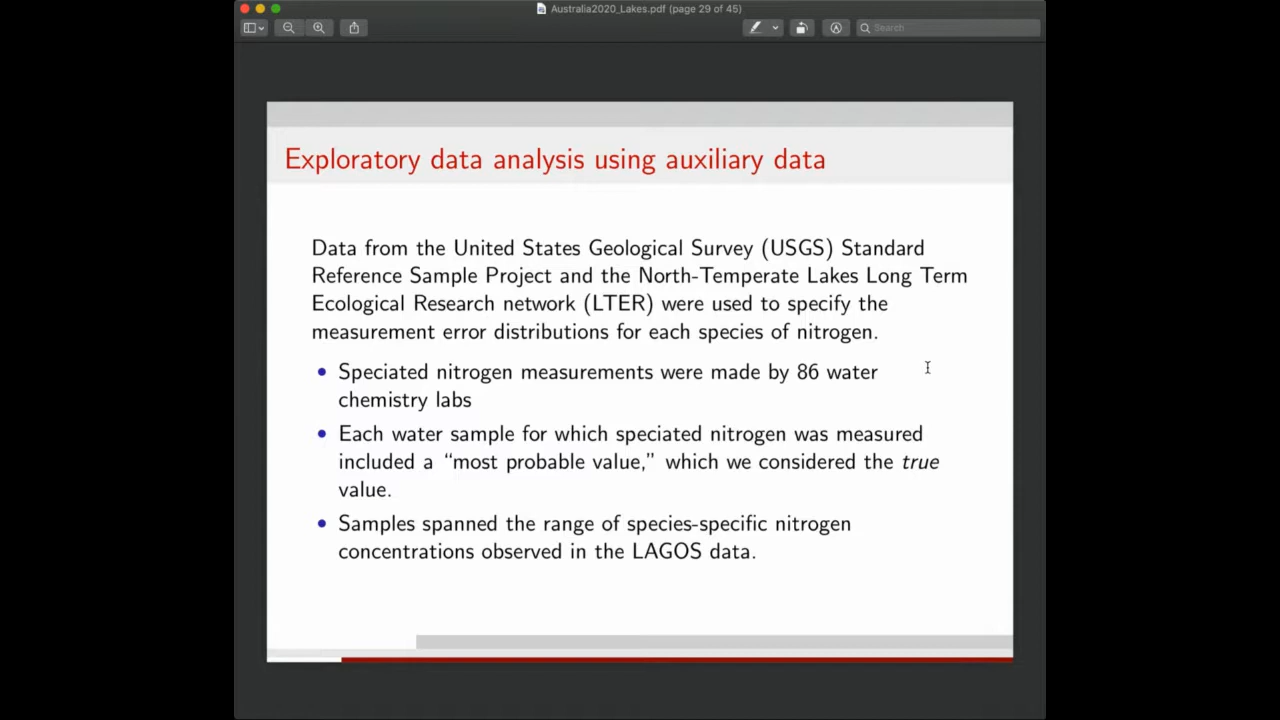 Australia2020_Lakes.pdf (page 29 of 45)
Search
Exploratory data analysis using auxiliary data
Data from the United States Geological Survey (USGS) Standard
Reference Sample Project and the North-Temperate Lakes Long Term
Ecological Research network (LTER) were used to specify the
measurement error distributions for each species of nitrogen.
• Speciated nitrogen measurements were made by 86 water
chemistry labs
• Each water sample for which speciated nitrogen was measured
included a “most probable value,” which we considered the true
value.
• Samples spanned the range of species-specific nitrogen
concentrations observed in the LAGOS data.